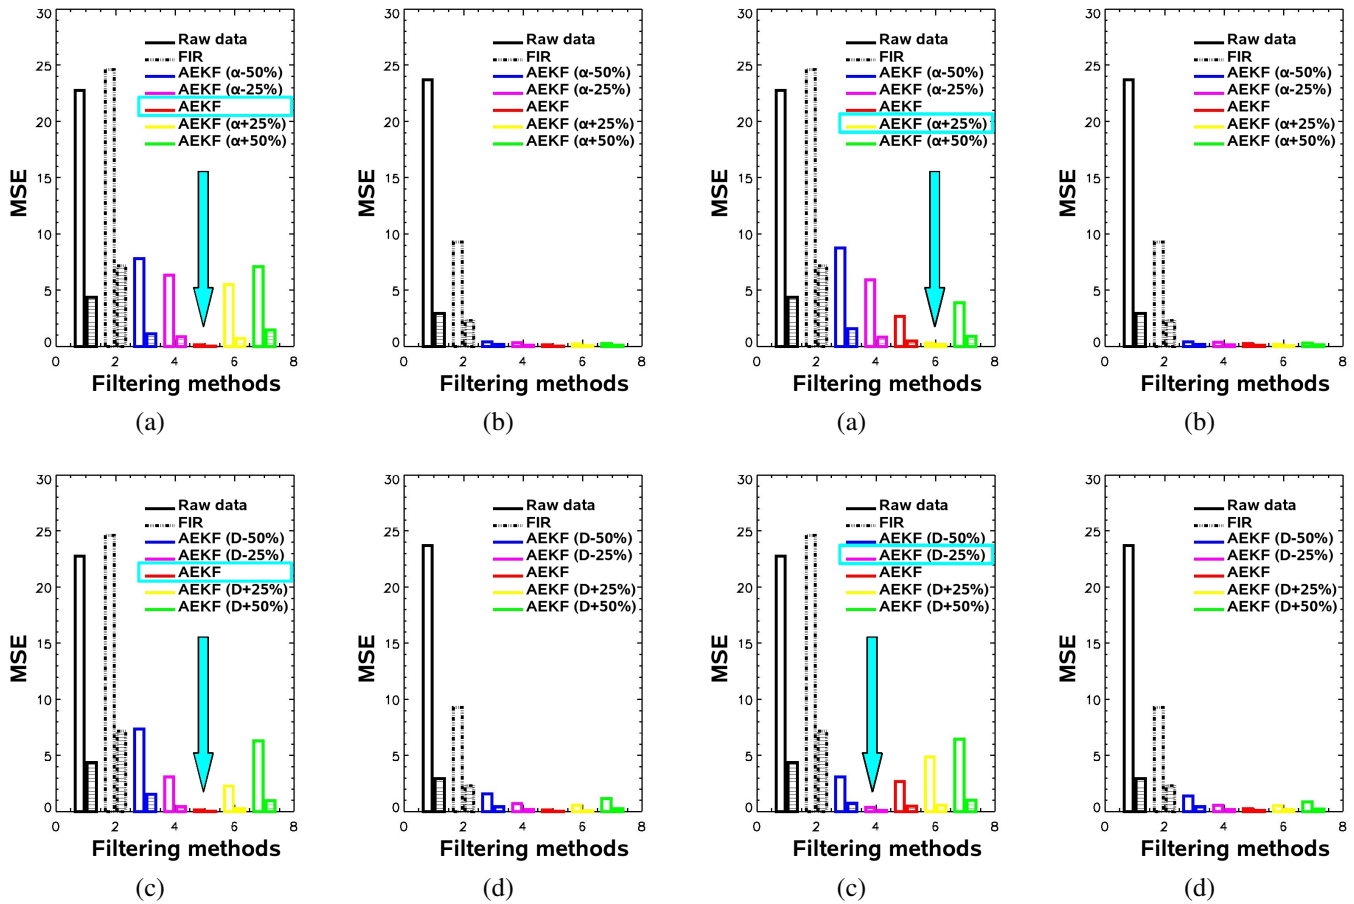 30
25
20
15
10
5
0
MSE
Raw data
FIR
AEKF (α-50%)
AEKF (α-25%)
AEKF
AEKF (α+25%)
AEKF (α+50%)
0 2 4 6 8
Filtering methods
(a)
30
25
20
15
10
5
0
MSE
Raw data
FIR
AEKF (α-50%)
AEKF (α-25%)
AEKF
AEKF (α+25%)
AEKF (α+50%)
0 2 4 6 8
Filtering methods
(b)
30
25
20
15
10
5
0
MSE
Raw data
FIR
AEKF (α-50%)
AEKF (α-25%)
AEKF
AEKF (α+25%)
AEKF (α+50%)
0 2 4 6 8
Filtering methods
(a)
30
25
20
15
10
5
0
MSE
Raw data
FIR
AEKF (α-50%)
AEKF (α-25%)
AEKF
AEKF (α+25%)
AEKF (α+50%)
0 2 4 6 8
Filtering methods
(b)
30
25
20
15
10
5
0
MSE
Raw data
FIR
AEKF (D-50%)
AEKF (D-25%)
AEKF
AEKF (D+25%)
AEKF (D+50%)
0 2 4 6 8
Filtering methods
(c)
30
25
20
15
10
5
0
MSE
Raw data
FIR
AEKF (D-50%)
AEKF (D-25%)
AEKF
AEKF (D+25%)
AEKF (D+50%)
0 2 4 6 8
Filtering methods
(d)
30
25
20
15
10
5
0
MSE
Raw data
FIR
AEKF (D-50%)
AEKF (D-25%)
AEKF
AEKF (D+25%)
AEKF (D+50%)
0 2 4 6 8
Filtering methods
(c)
30
25
20
15
10
5
0
MSE
Raw data
FIR
AEKF (D-50%)
AEKF (D-25%)
AEKF
AEKF (D+25%)
AEKF (D+50%)
0 2 4 6 8
Filtering methods
(d)